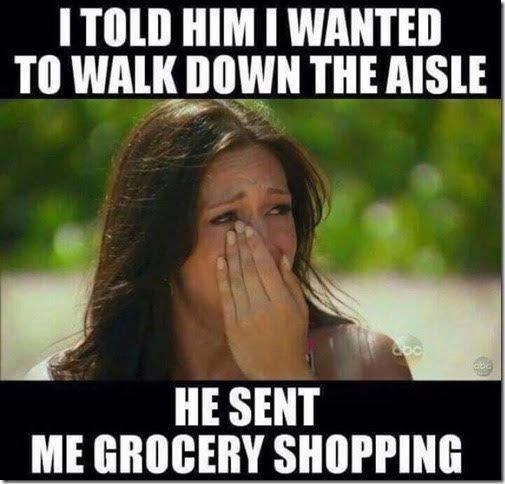 I TOLD HIM I WANTED
TO WALK DOWN THE AISLE
abc
abc
HE SENT
ME GROCERY SHOPPING